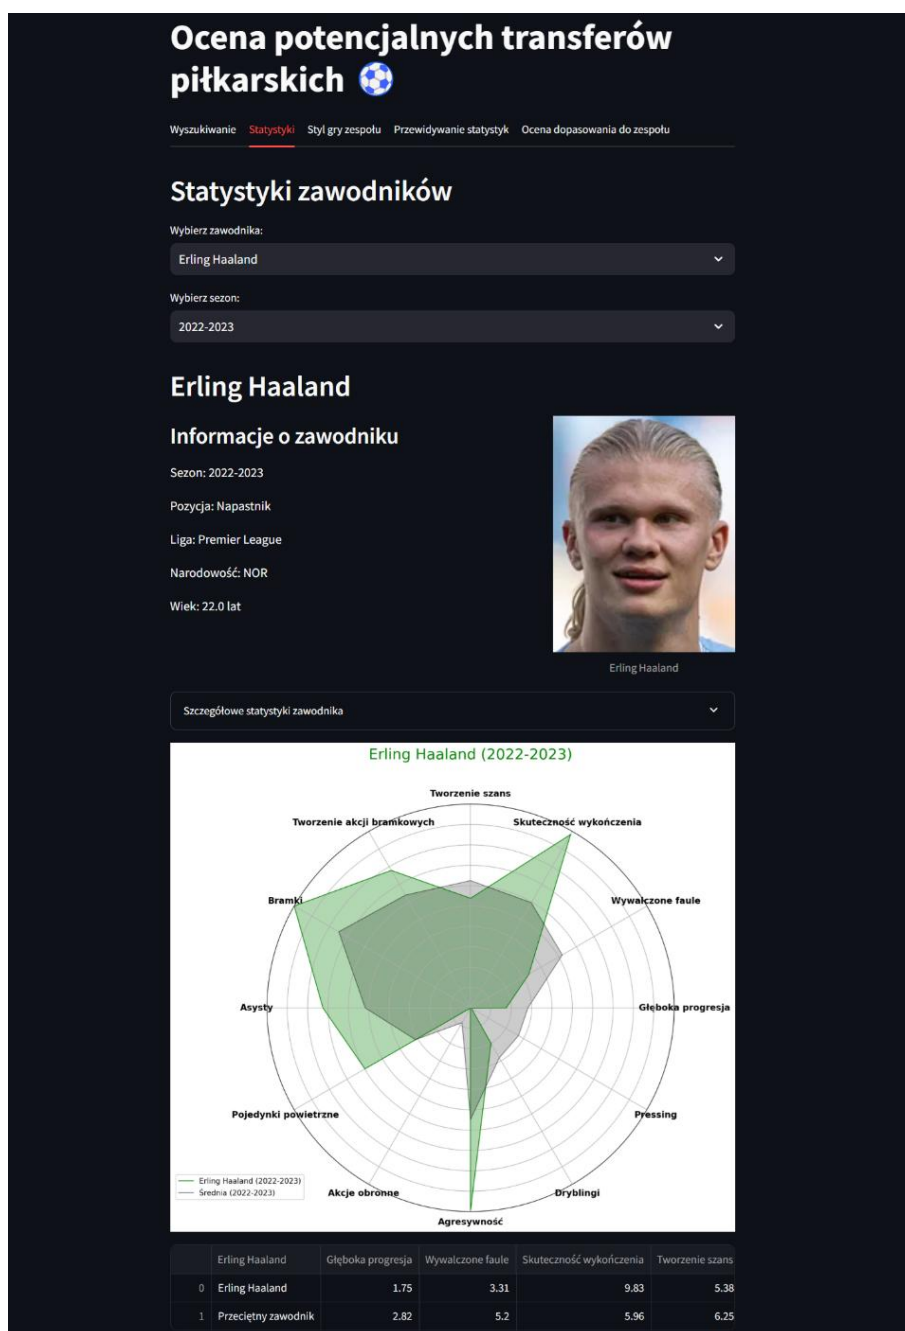 Ocena potencjalnych transferów
piłkarskich ⚽
Wyszukiwanie Statystyki Styl gry zespołu Przewidywanie statystyk Ocena dopasowania do zespołu
Statystyki zawodników
Wybierz zawodnika:
Erling Haaland
Wybierz sezon:
2022-2023
Erling Haaland
Informacje o zawodniku
Sezon: 2022-2023
Pozycja: Napastnik
Liga: Premier League
Narodowość: NOR
Wiek: 22.0 lat
Erling Haaland
Szczegółowe statystyki zawodnika
Erling Haaland (2022-2023)
Tworzenie szans
Tworzenie akcji bramkowych
Skuteczność wykończenia
Bramki
Wywalczone faule
Asysty
Głęboka progresja
Pojedynki powietrzne
Pressing
Akcje obronne
Dryblingi
Agresywność
Erling Haaland (2022-2023)
Średnia (2022-2023)
Erling Haaland Głęboka progresja Wywalczone faule Skuteczność wykończenia Tworzenie szans
0 Erling Haaland 1.75 3.31 9.83 5.38
1 Przeciętny zawodnik 2.82 5.2 5.96 6.25